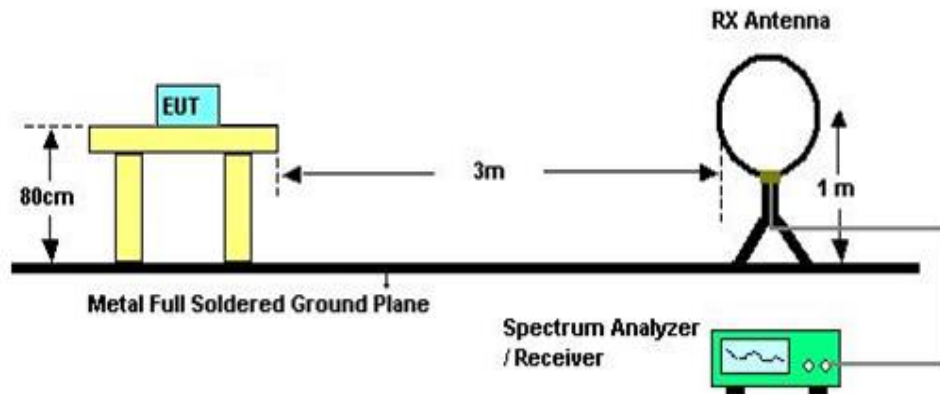 RX Antenna
EUT
3m
80cm
1 m
Metal Full Soldered Ground Plane
Spectrum Analyzer
/ Receiver